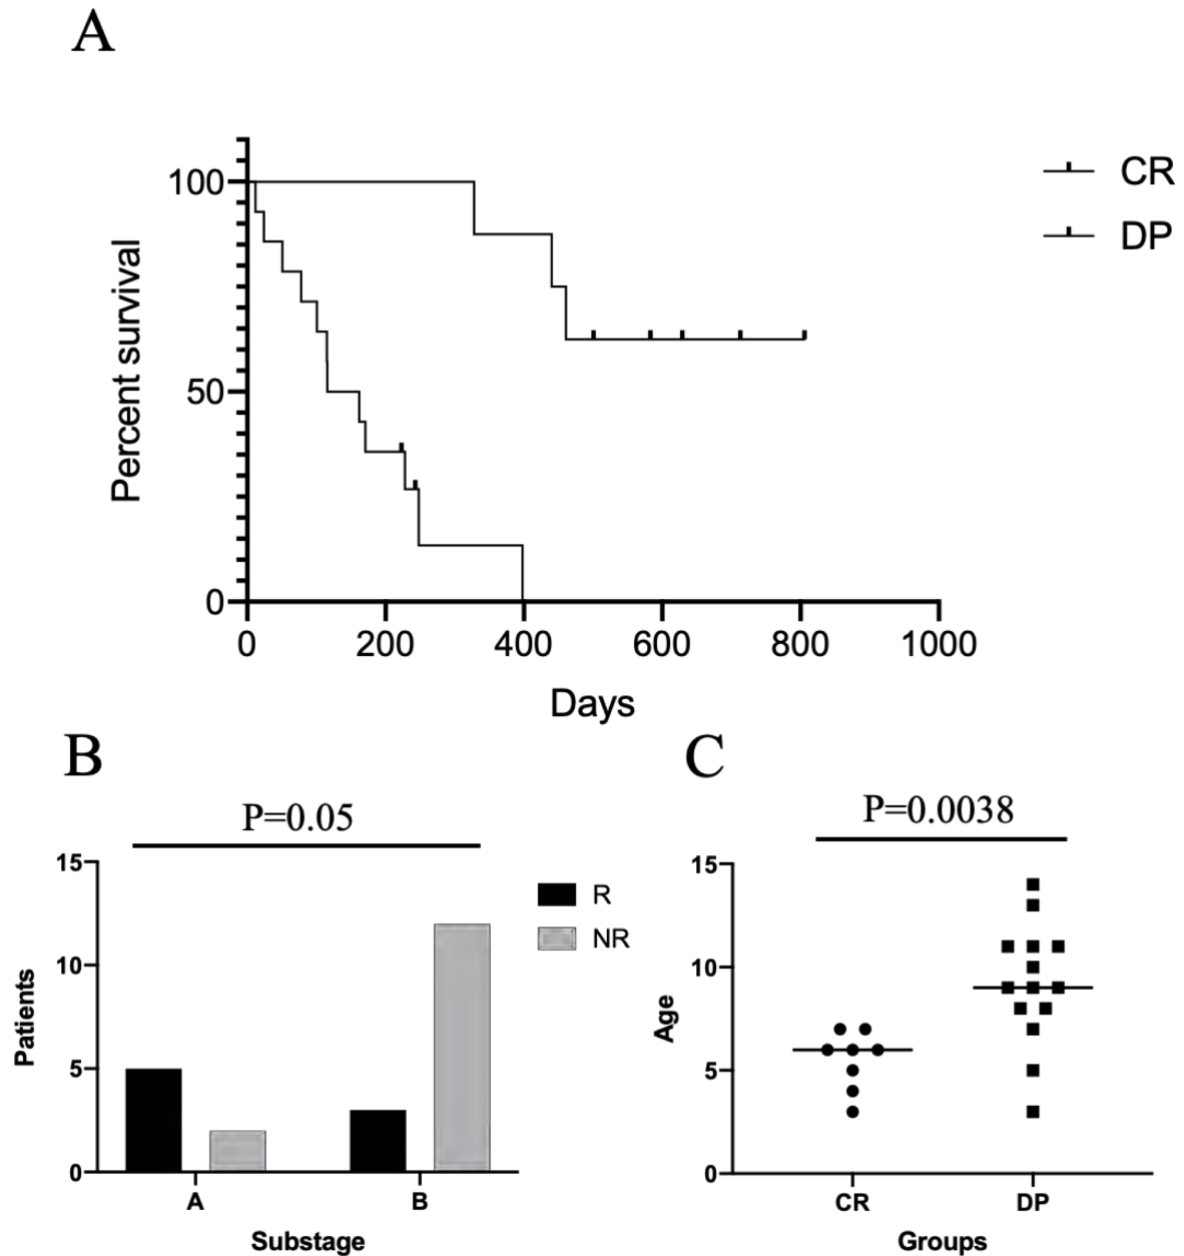 A
100
50
0
0 200 400 600 800 1000
Percent survival
Days
CR
DP
B
P=0.05
15
10
5
0
Patients
A B
Substage
R
NR
C
P=0.0038
15
10
5
0
Age
CR DP
Groups